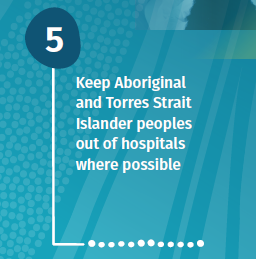 5
Keep Aboriginal
and Torres Strait
Islander peoples
out of hospitals
where possible